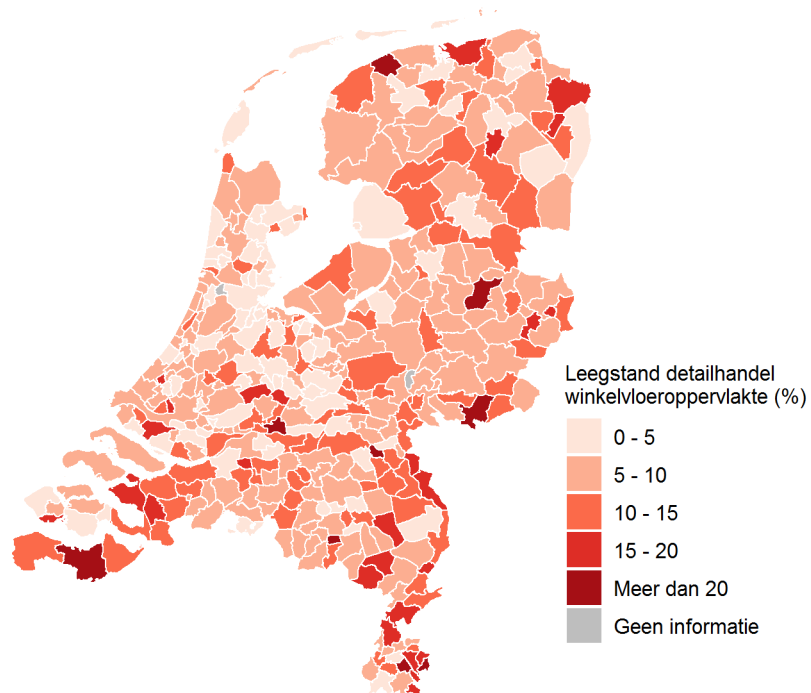 Leegstand detailhandel
winkelvloeroppervlakte (%)
0 - 5
5 - 10
10 - 15
15 - 20
Meer dan 20
Geen informatie